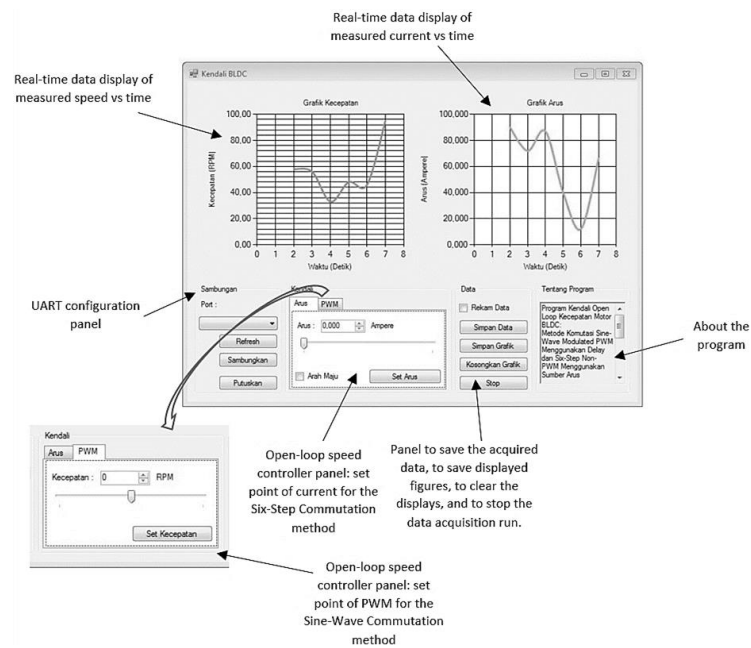 Real-time data display of
measured current vs time
Real-time data display of
measured speed vs time
Kendali BLDC
Grafik Kecepatan
100,00
80,00
60,00
40,00
20,00
0,00
Kecepatan (RPM)
0 1 2 3 4 5 6 7 8
Waktu (Detik)
Grafik Arus
100,000
80,000
60,000
40,000
20,000
0,000
Arus (Ampere)
0 1 2 3 4 5 6 7 8
Waktu (Detik)
UART configuration
panel
Sambungan
Port :
Refresh
Sambungkan
Putuskan
Kendali
Arus PWM
Arus : 0,000 Ampere
Arah Maju
Set Arus
Data
Rekam Data
Simpan Data
Simpan Grafik
Kosongkan Grafik
Stop
Tentang Program
Program Kendali Open
Loop Kecepatan Motor
BLDC:
Metode Komutasi Sine-
Wave Modulated PWM
Menggunakan Delay
dan Six-Step Non-
PWM Menggunakan
Sumber Arus
About the
program
Kendali
Arus PWM
Kecepatan : 0 RPM
Set Kecepatan
Open-loop speed
controller panel: set
point of current for the
Six-Step Commutation
method
Panel to save the acquired
data, to save displayed
figures, to clear the
displays, and to stop the
data acquisition run.
Open-loop speed
controller panel: set
point of PWM for the
Sine-Wave Commutation
method